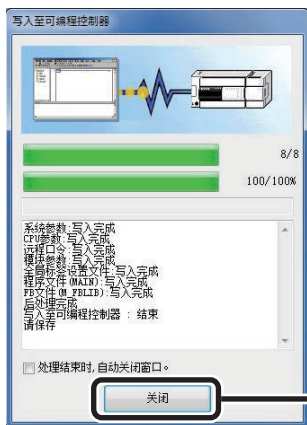 写入至可编程控制器
8/8
100/100%
系统参数:写入完成
CPU参数:写入完成
远程口令:写入完成
模块参数:写入完成
全局标签设置文件:写入完成
程序文件(MAIN):写入完成
FB文件(M_FBLIB):写入完成
后处理完成
写入至可编程控制器 : 结束
请保存
处理结束时,自动关闭窗口。
关闭